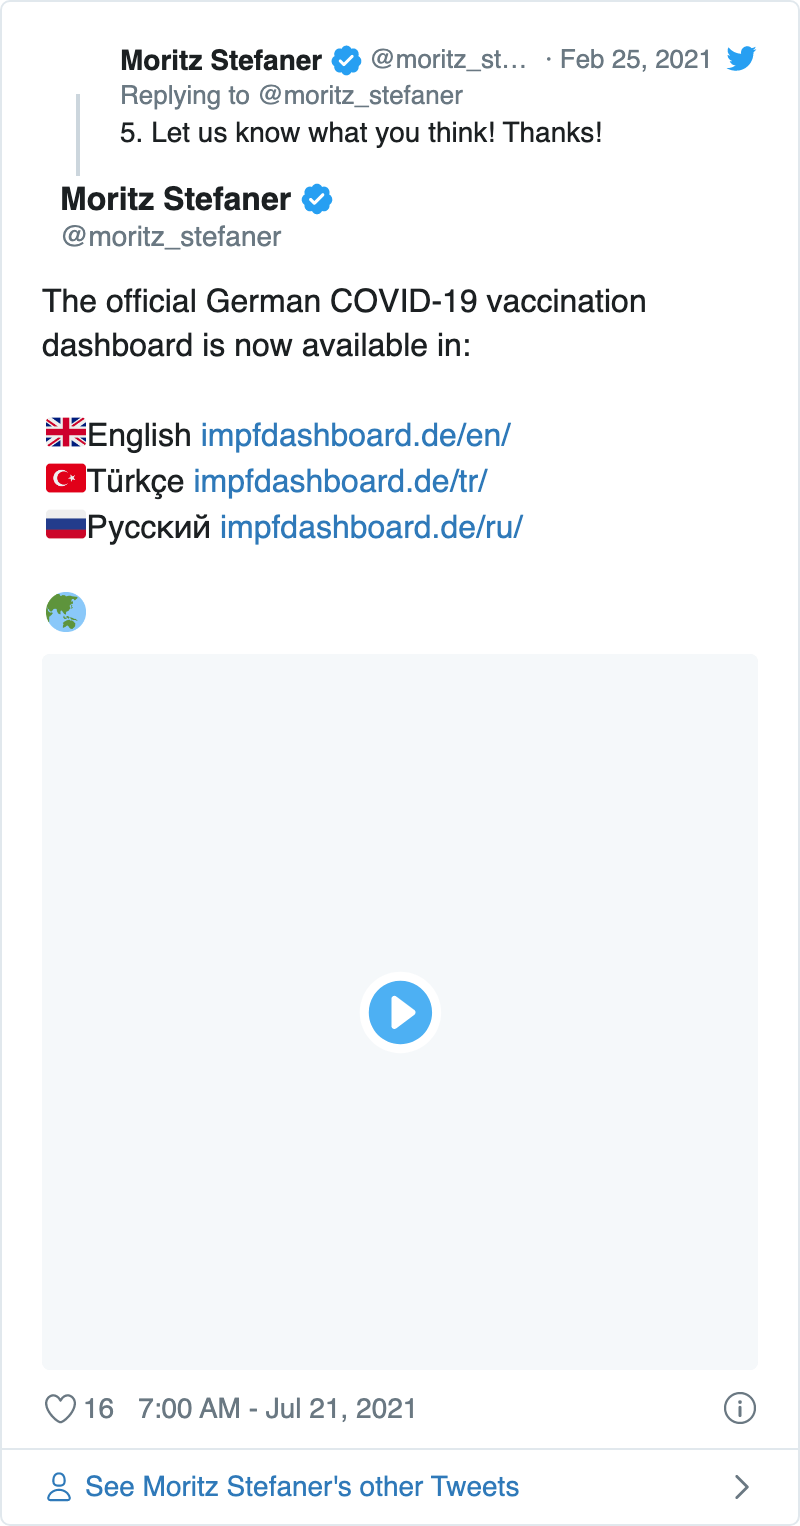 Moritz Stefaner @moritz_st... · Feb 25, 2021
Replying to @moritz_stefaner
5. Let us know what you think! Thanks!
Moritz Stefaner
@moritz_stefaner
The official German COVID-19 vaccination
dashboard is now available in:
🇬🇧English impfdashboard.de/en/
🇹🇷Türkçe impfdashboard.de/tr/
🇷🇺Русский impfdashboard.de/ru/
🌏
16 7:00 AM - Jul 21, 2021
See Moritz Stefaner's other Tweets